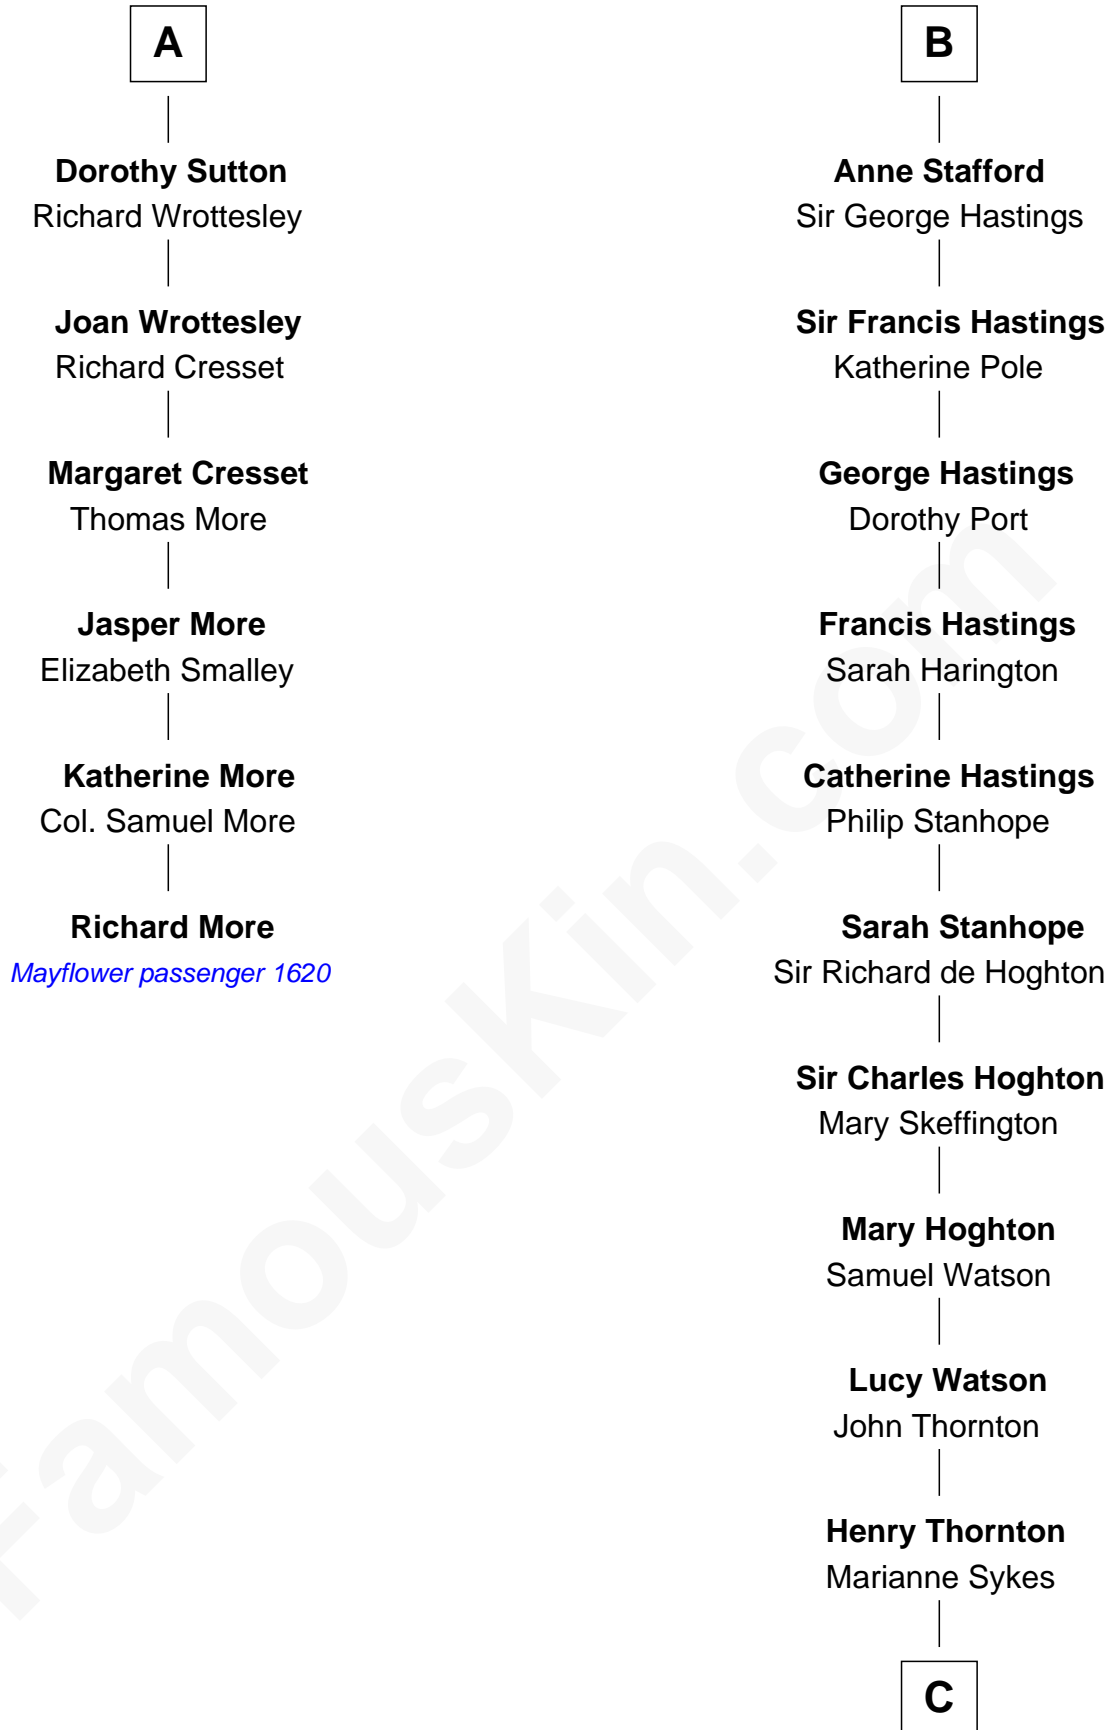 A
Dorothy Sutton
Richard Wrottesley
Joan Wrottesley
Richard Cresset
Margaret Cresset
Thomas More
Jasper More
Elizabeth Smalley
Katherine More
Col. Samuel More
Richard More
Mayflower passenger 1620
B
Anne Stafford
Sir George Hastings
Sir Francis Hastings
Katherine Pole
George Hastings
Dorothy Port
Francis Hastings
Sarah Harington
Catherine Hastings
Philip Stanhope
Sarah Stanhope
Sir Richard de Hoghton
Sir Charles Hoghton
Mary Skeffington
Mary Hoghton
Samuel Watson
Lucy Watson
John Thornton
Henry Thornton
Marianne Sykes
C
FamousKin.com